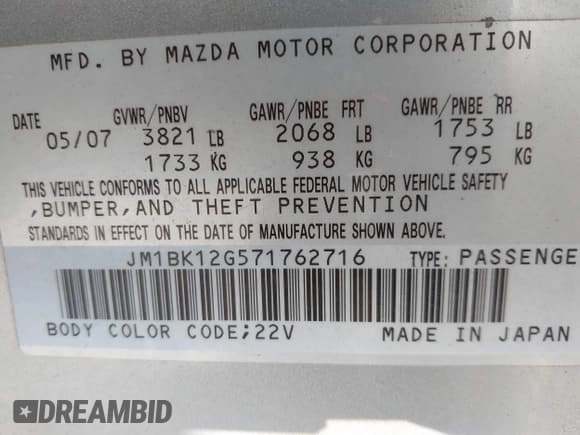 MFD. BY MAZDA MOTOR CORPORATION
DATE GVWR/PNBV GAWR/PNBE FRT GAWR/PNBE RR
05/07 3821 LB 2068 LB 1753 LB
1733 KG 938 KG 795 KG
THIS VEHICLE CONFORMS TO ALL APPLICABLE FEDERAL MOTOR VEHICLE SAFETY
,BUMPER,AND THEFT PREVENTION
STANDARDS IN EFFECT ON THE DATE OF MANUFACTURE SHOWN ABOVE.
JM1BK12G571762716 TYPE: PASSENGE
BODY COLOR CODE;22V MADE IN JAPAN
DREAMBID